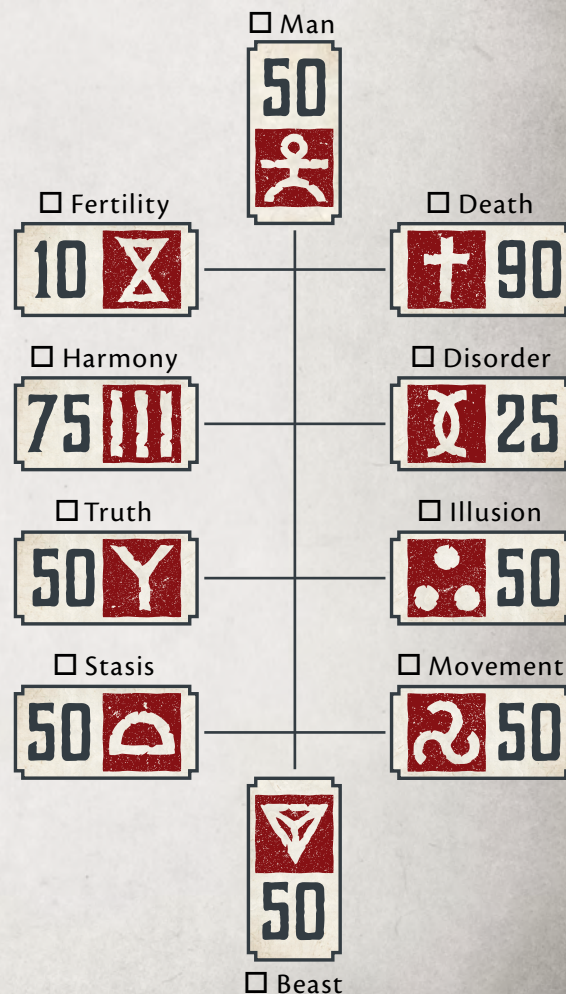 ☐ Man
50
☐ Fertility ☐ Death
10 90
☐ Harmony ☐ Disorder
75 25
☐ Truth ☐ Illusion
50 50
☐ Stasis ☐ Movement
50 50
50
☐ Beast